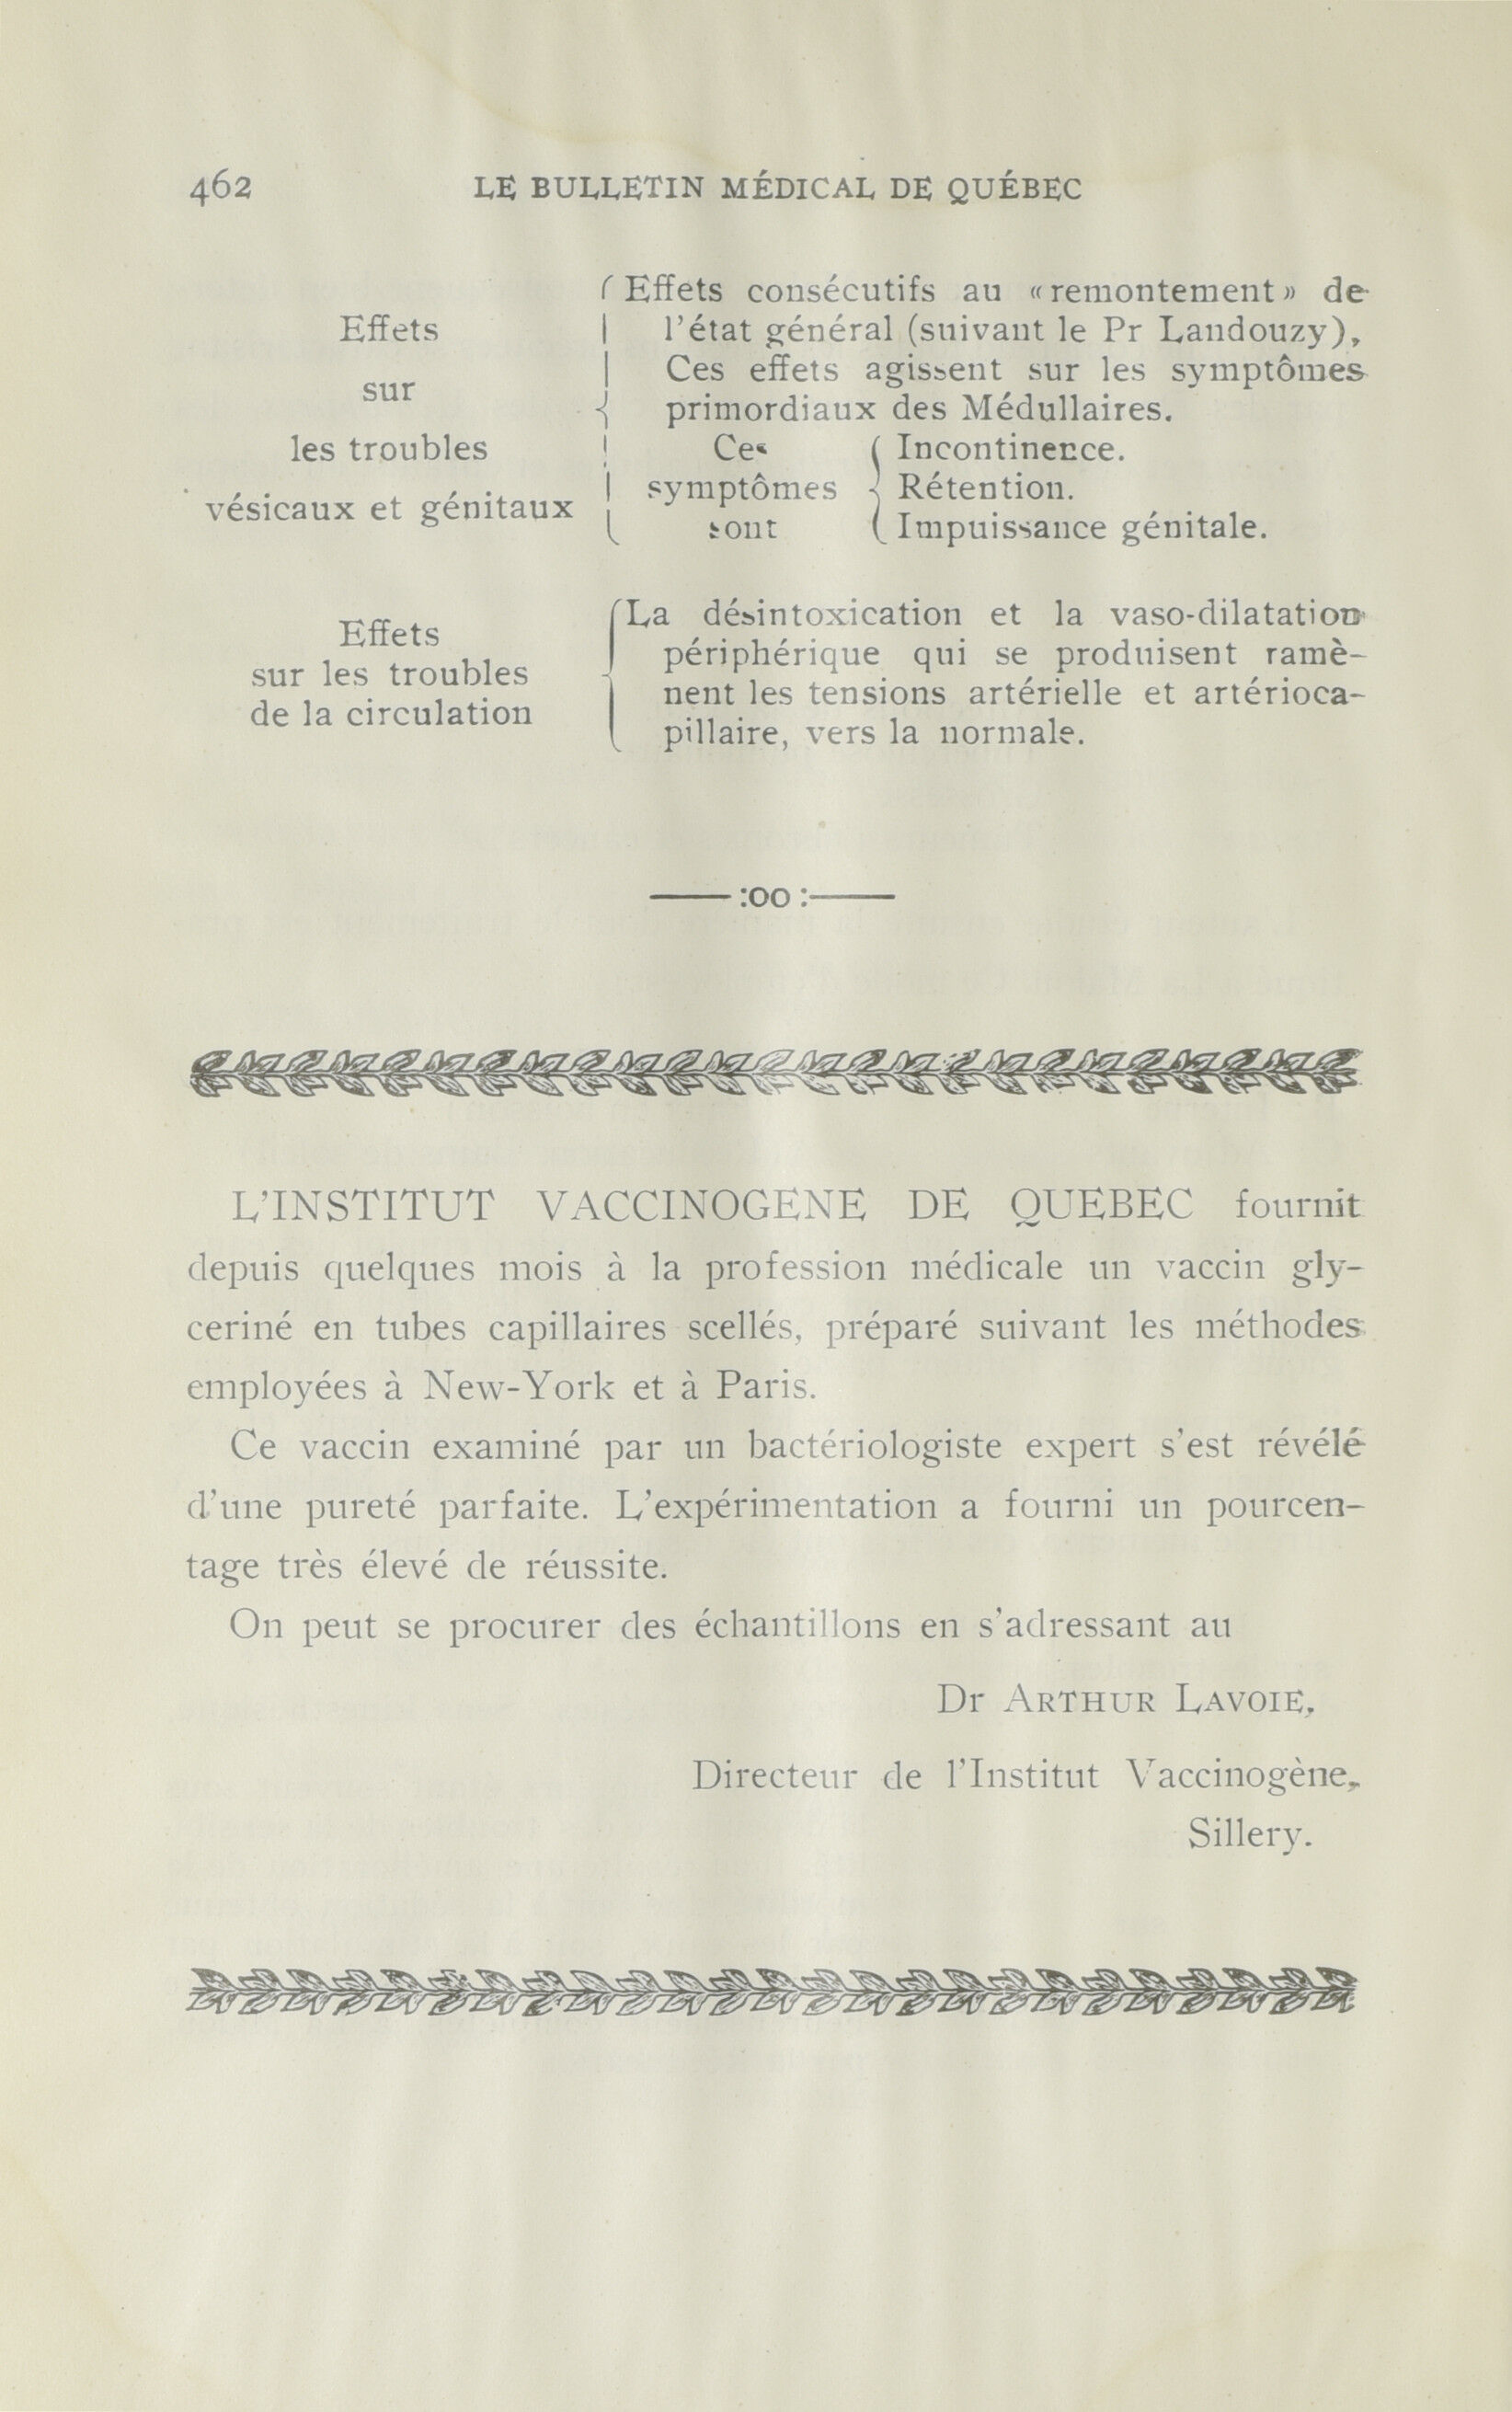 462 LE BULLETIN MÉDICAL DE QUÉBEC
Effets
sur
les troubles
vésicaux et génitaux
Effets consécutifs au «remontement» de
l'état général (suivant le Pr Landouzy),
Ces effets agissent sur les symptômes
primordiaux des Médullaires.
Ces
symptômes
sont
Incontinence.
Rétention.
Impuissance génitale.
Effets
sur les troubles
de la circulation
La désintoxication et la vaso-dilatation
périphérique qui se produisent ramè-
nent les tensions artérielle et artérioca-
pillaire, vers la normale.
:oo:
L'INSTITUT VACCINOGENE DE QUEBEC fournit
depuis quelques mois à la profession médicale un vaccin gly-
ceriné en tubes capillaires scellés, préparé suivant les méthodes
employées à New-York et à Paris.
Ce vaccin examiné par un bactériologiste expert s'est révélé
d'une pureté parfaite. L'expérimentation a fourni un pourcen-
tage très élevé de réussite.
On peut se procurer des échantillons en s'adressant au
Dr ARTHUR LAVOIE,
Directeur de l'Institut Vaccinogène,
Sillery.